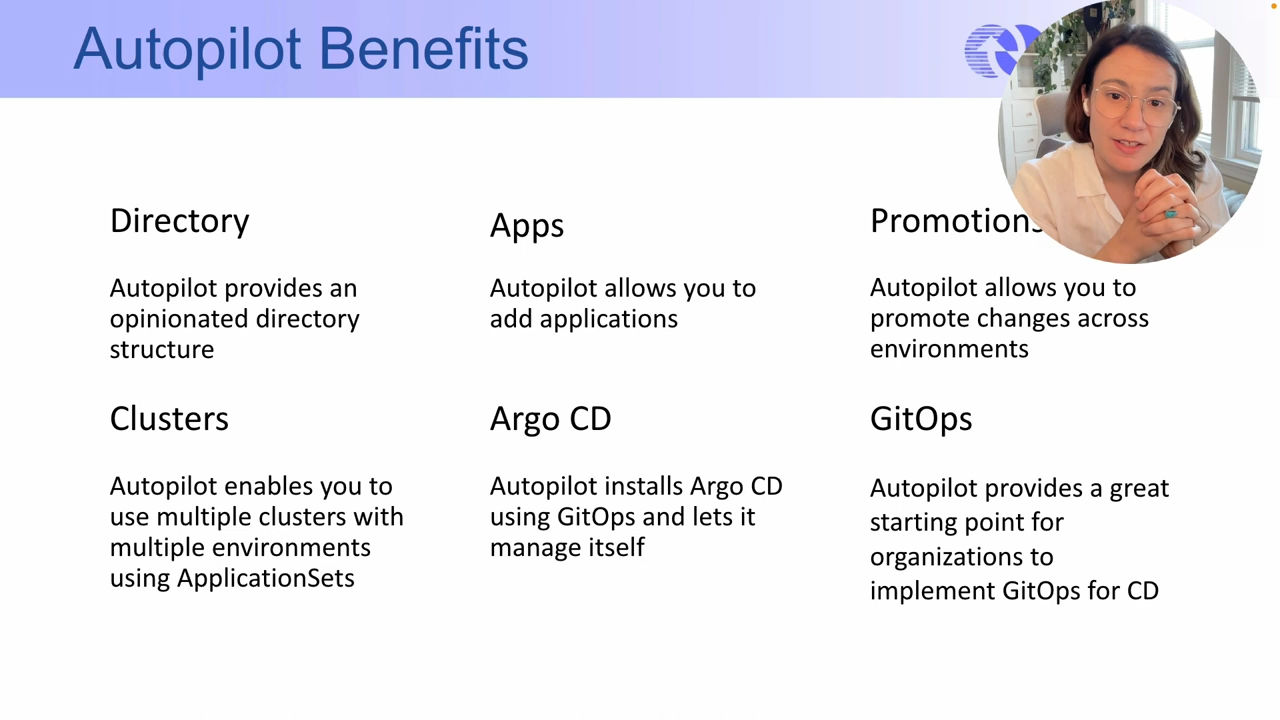 Autopilot Benefits
Directory
Autopilot provides an
opinionated directory
structure
Apps
Autopilot allows you to
add applications
Promotions
Autopilot allows you to
promote changes across
environments
Clusters
Autopilot enables you to
use multiple clusters with
multiple environments
using ApplicationSets
Argo CD
Autopilot installs Argo CD
using GitOps and lets it
manage itself
GitOps
Autopilot provides a great
starting point for
organizations to
implement GitOps for CD